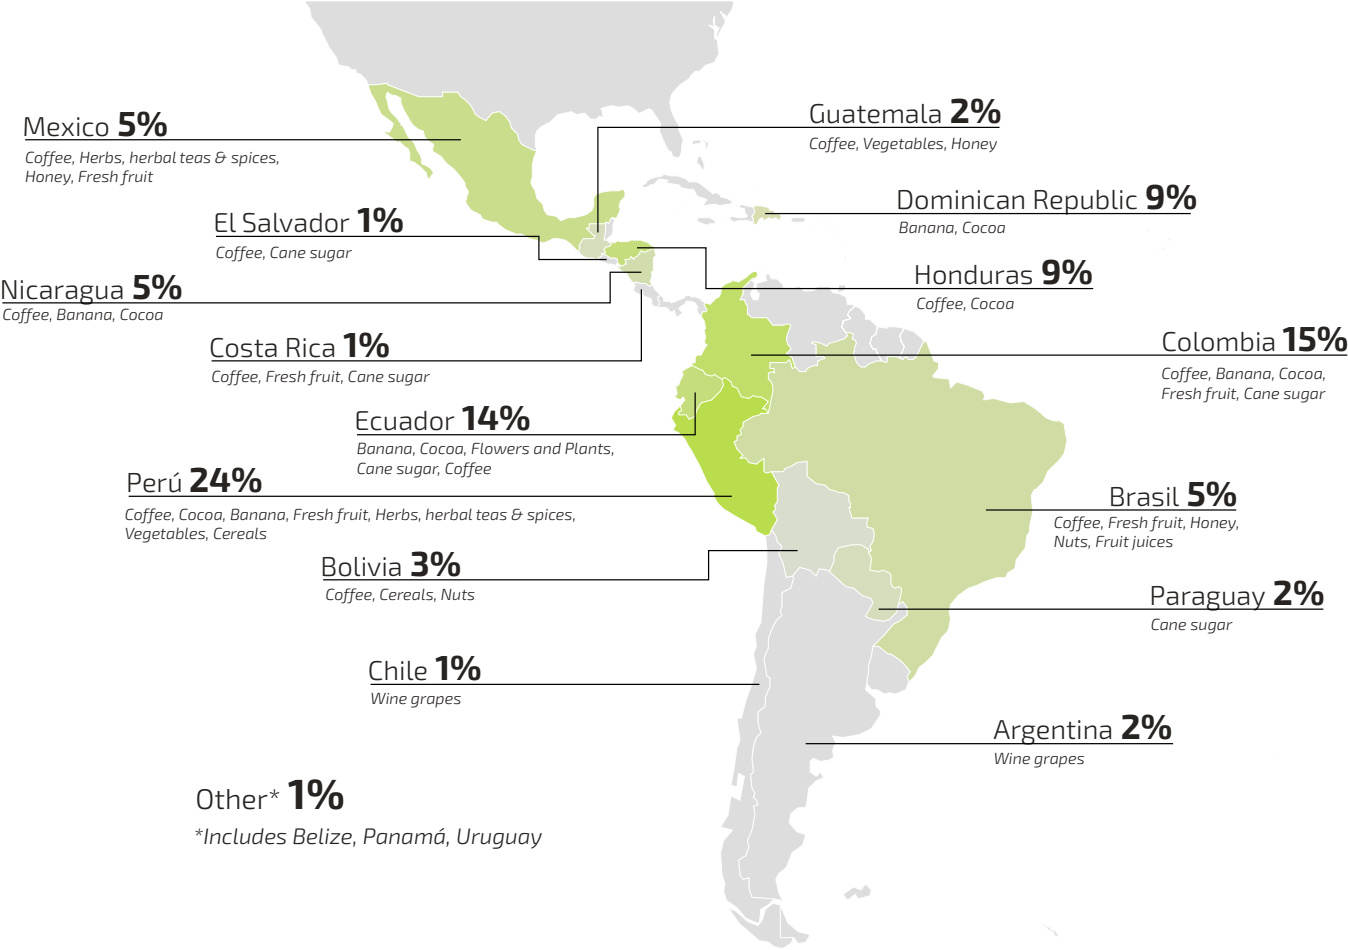 Mexico 5%
Coffee, Herbs, herbal teas & spices,
Honey, Fresh fruit
Guatemala 2%
Coffee, Vegetables, Honey
Dominican Republic 9%
Banana, Cocoa
El Salvador 1%
Coffee, Cane sugar
Honduras 9%
Coffee, Cocoa
Nicaragua 5%
Coffee, Banana, Cocoa
Costa Rica 1%
Coffee, Fresh fruit, Cane sugar
Colombia 15%
Coffee, Banana, Cocoa,
Fresh fruit, Cane sugar
Ecuador 14%
Banana, Cocoa, Flowers and Plants,
Cane sugar, Coffee
Perú 24%
Coffee, Cocoa, Banana, Fresh fruit, Herbs, herbal teas & spices,
Vegetables, Cereals
Brasil 5%
Coffee, Fresh fruit, Honey,
Nuts, Fruit juices
Bolivia 3%
Coffee, Cereals, Nuts
Paraguay 2%
Cane sugar
Chile 1%
Wine grapes
Argentina 2%
Wine grapes
Other* 1%
*Includes Belize, Panamá, Uruguay